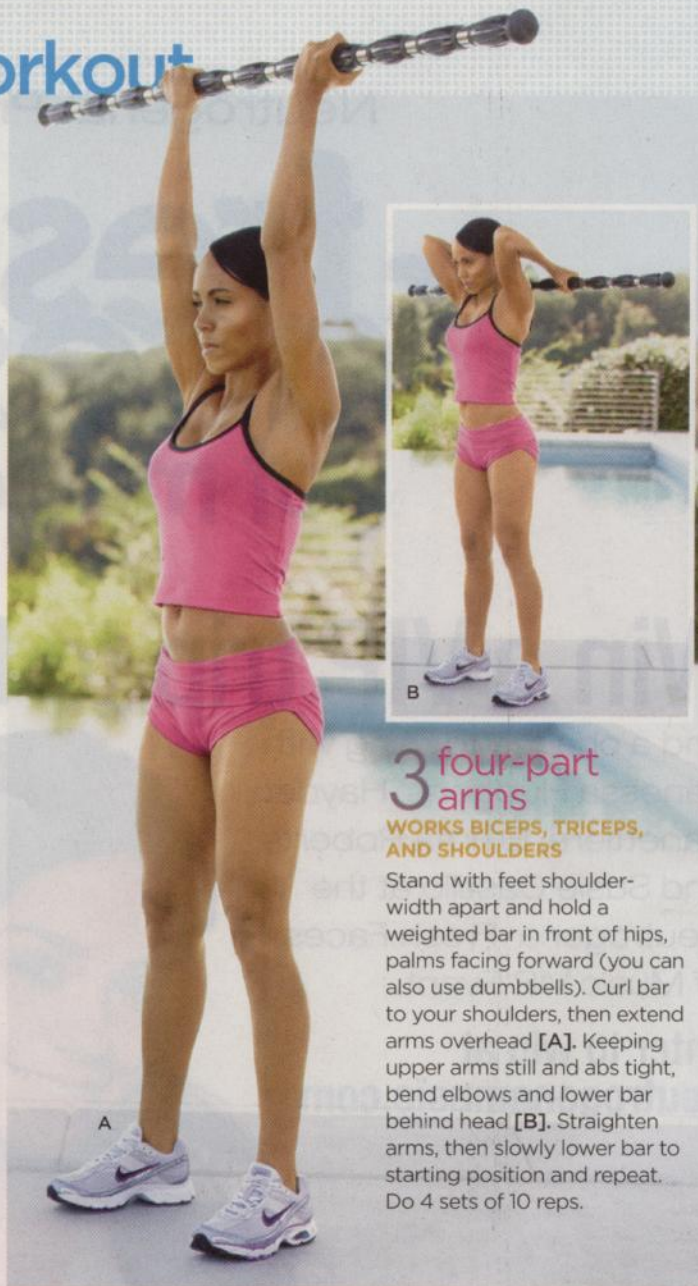 orkout
B
3 four-part
arms
WORKS BICEPS, TRICEPS,
AND SHOULDERS
Stand with feet shoulder-
width apart and hold a
weighted bar in front of hips,
palms facing forward (you can
also use dumbbells). Curl bar
to your shoulders, then extend
arms overhead [A]. Keeping
upper arms still and abs tight,
bend elbows and lower bar
behind head [B]. Straighten
arms, then slowly lower bar to
starting position and repeat.
Do 4 sets of 10 reps.
A